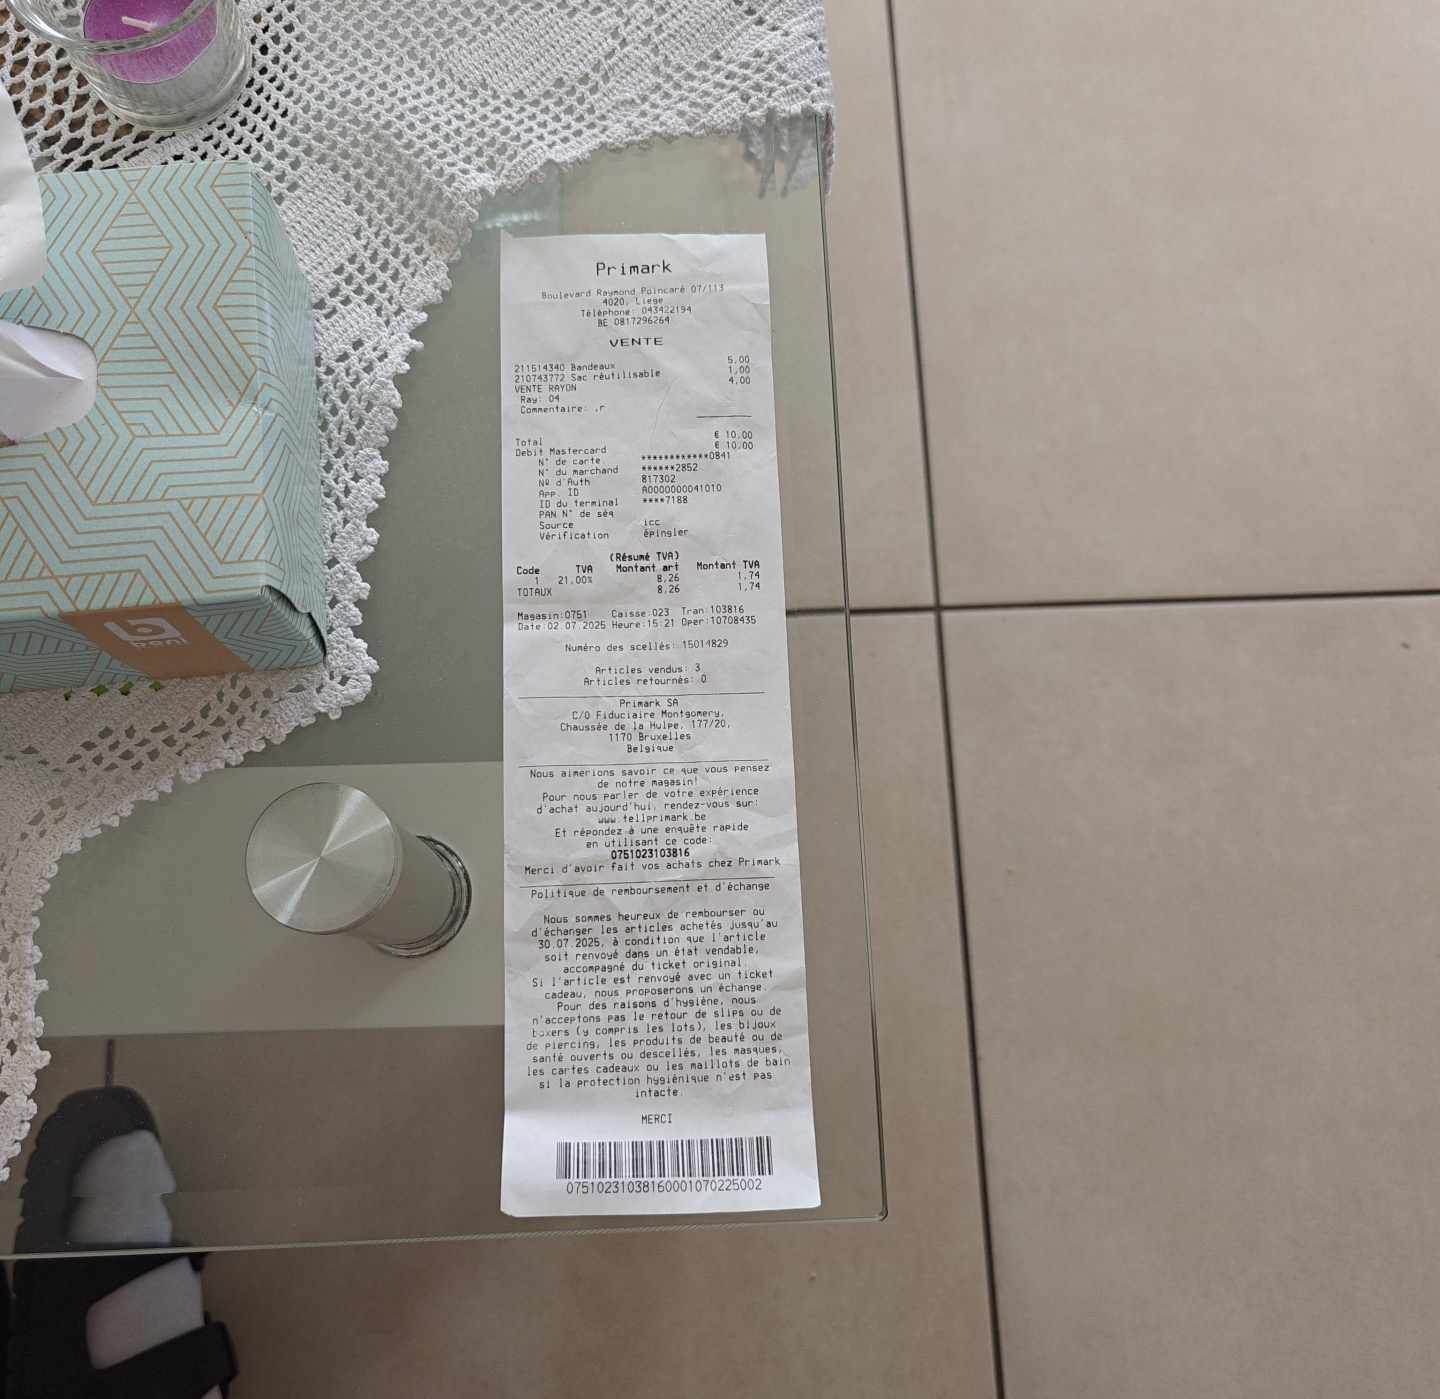 Primark
Boulevard Raymond Poincaré 07/113
4020, Liege
Téléphone: 043422194
BE 0817296264
VENTE
211514340 Bandeaux 5,00
210743772 Sac réutilisable 1,00
VENTE RAYON 4,00
Ray: 04
Commentaire: ,r
Total € 10,00
Debit Mastercard € 10,00
N° de carte ************0841
N° du marchand ******2852
Nº d'Auth 817302
App. ID A0000000041010
ID du terminal ****7188
PAN N° de séq
Source icc
Vérification épingler
(Résumé TVA)
Code TVA Montant art Montant TVA
1 21,00% 8,26 1,74
TOTAUX 8,26 1,74
Magasin:0751 Caisse:023 Tran:103816
Date:02.07.2025 Heure:15:21 Oper:10708435
Numéro des scellés: 15014829
Articles vendus: 3
Articles retournés: 0
Primark SA
C/O Fiduciaire Montgomery,
Chaussée de la Hulpe, 177/20,
1170 Bruxelles
Belgique
Nous aimerions savoir ce que vous pensez
de notre magasin!
Pour nous parler de votre expérience
d'achat aujourd'hui, rendez-vous sur:
www.tellprimark.be
Et répondez à une enquête rapide
en utilisant ce code:
0751023103816
Merci d'avoir fait vos achats chez Primark
Politique de remboursement et d'échange
Nous sommes heureux de rembourser ou
d'échanger les articles achetés jusqu'au
30.07.2025, à condition que l'article
soit renvoyé dans un état vendable,
accompagné du ticket original.
Si l'article est renvoyé avec un ticket
cadeau, nous proposerons un échange.
Pour des raisons d'hygiène, nous
n'acceptons pas le retour de slips ou de
boxers (y compris les lots), les bijoux
de piercing, les produits de beauté ou de
santé ouverts ou descellés, les masques,
les cartes cadeaux ou les maillots de bain
si la protection hygiénique n'est pas
intacte.
MERCI
07510231038160001070225002
boni